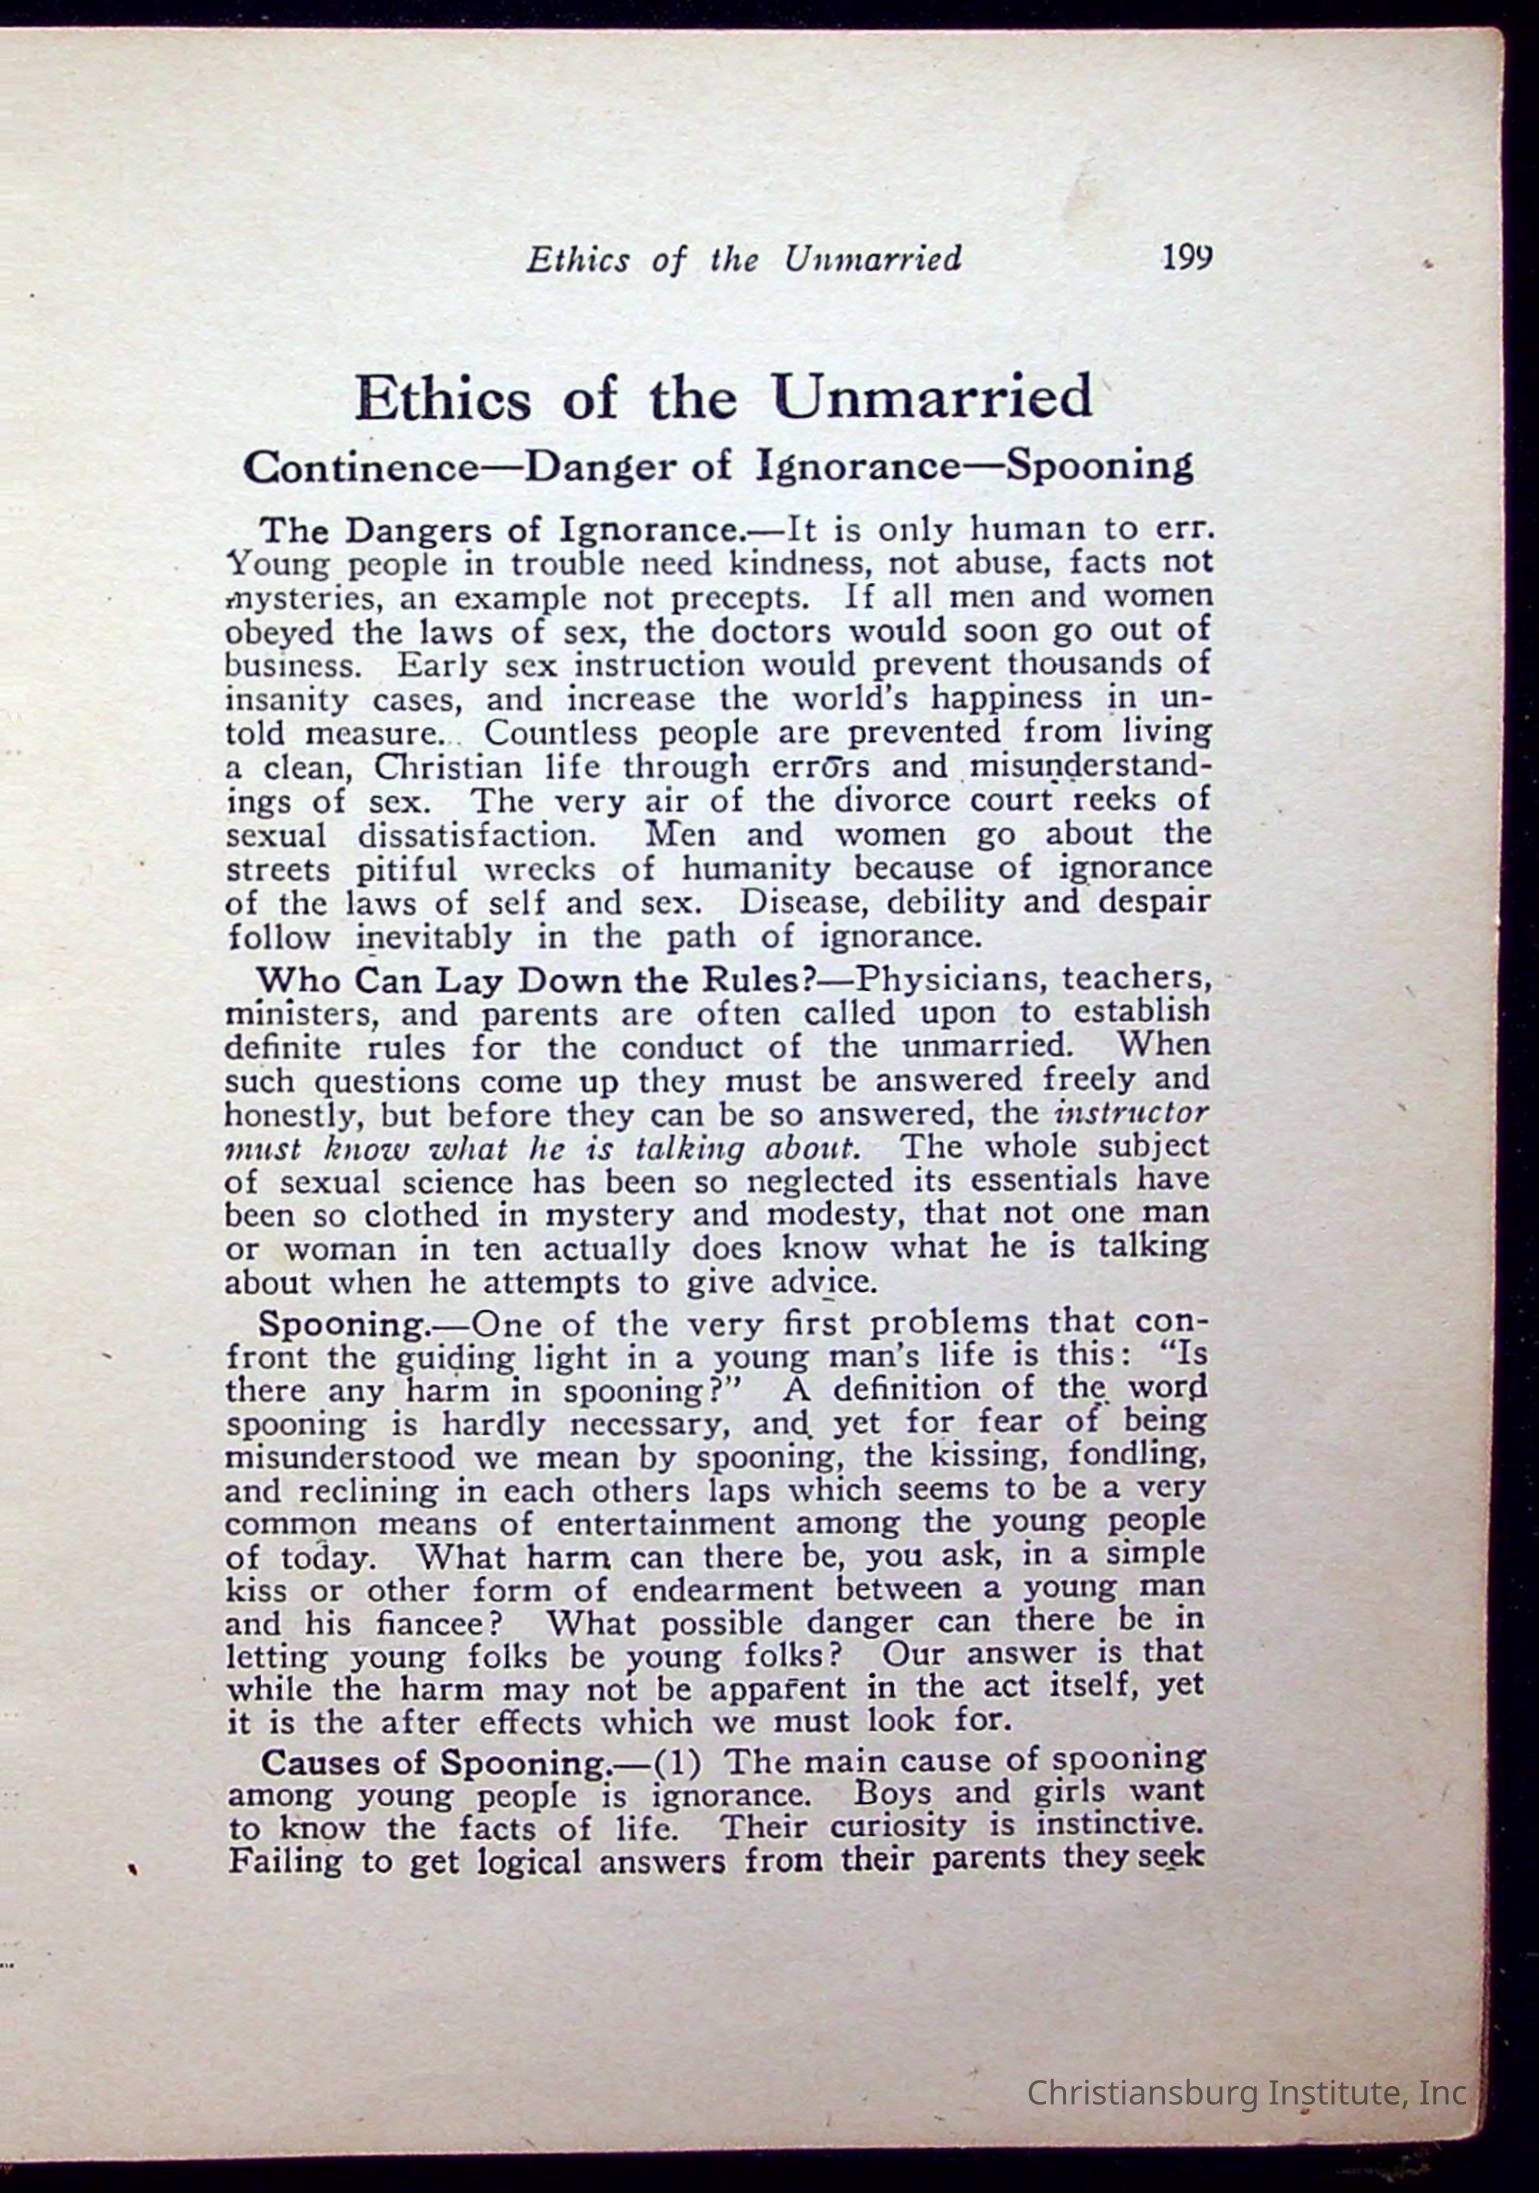 Ethics of the Unmarried 199
Ethics of the Unmarried
Continence—Danger of Ignorance—Spooning
The Dangers of Ignorance.—It is only human to err.
Young people in trouble need kindness, not abuse, facts not
mysteries, an example not precepts. If all men and women
obeyed the laws of sex, the doctors would soon go out of
business. Early sex instruction would prevent thousands of
insanity cases, and increase the world's happiness in un-
told measure. Countless people are prevented from living
a clean, Christian life through errors and misunderstand-
ings of sex. The very air of the divorce court reeks of
sexual dissatisfaction. Men and women go about the
streets pitiful wrecks of humanity because of ignorance
of the laws of self and sex. Disease, debility and despair
follow inevitably in the path of ignorance.
Who Can Lay Down the Rules?—Physicians, teachers,
ministers, and parents are often called upon to establish
definite rules for the conduct of the unmarried. When
such questions come up they must be answered freely and
honestly, but before they can be so answered, the instructor
must know what he is talking about. The whole subject
of sexual science has been so neglected its essentials have
been so clothed in mystery and modesty, that not one man
or woman in ten actually does know what he is talking
about when he attempts to give advice.
Spooning.—One of the very first problems that con-
front the guiding light in a young man's life is this: "Is
there any harm in spooning?" A definition of the word
spooning is hardly necessary, and yet for fear of being
misunderstood we mean by spooning, the kissing, fondling,
and reclining in each others laps which seems to be a very
common means of entertainment among the young people
of today. What harm can there be, you ask, in a simple
kiss or other form of endearment between a young man
and his fiancee? What possible danger can there be in
letting young folks be young folks? Our answer is that
while the harm may not be apparent in the act itself, yet
it is the after effects which we must look for.
Causes of Spooning.—(1) The main cause of spooning
among young people is ignorance. Boys and girls want
to know the facts of life. Their curiosity is instinctive.
Failing to get logical answers from their parents they seek
Christiansburg Institute, Inc